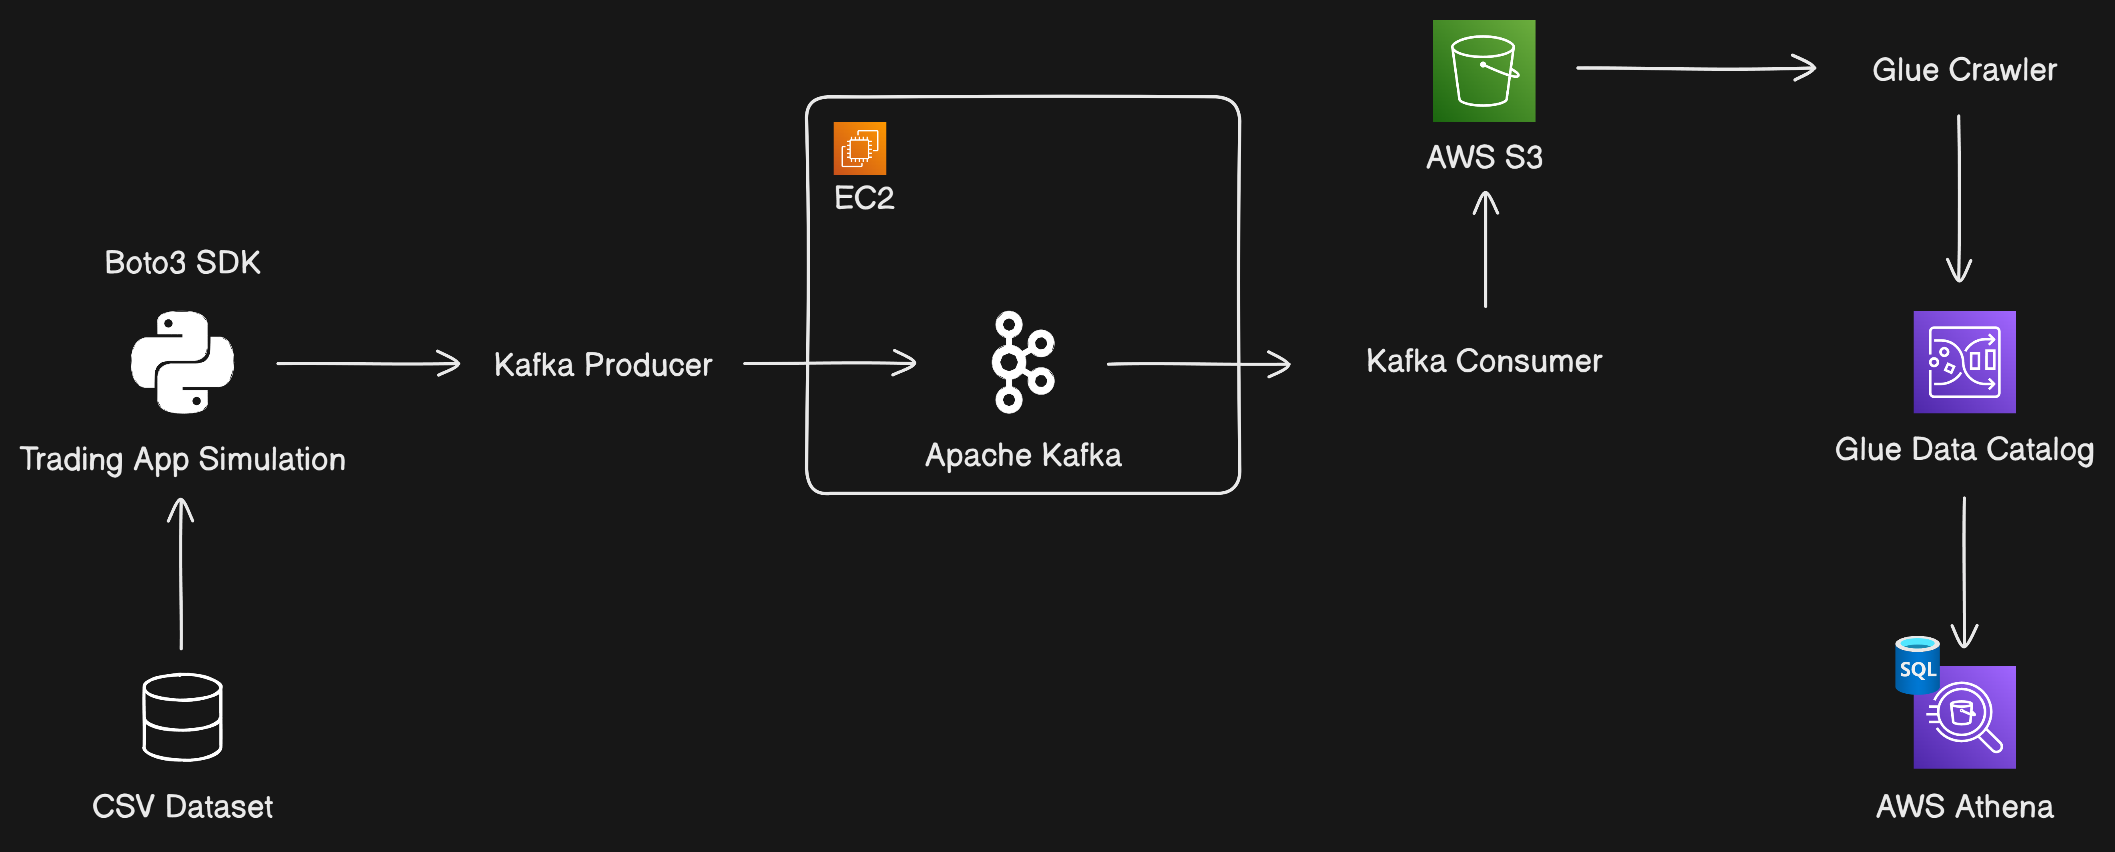 Boto3 SDK
Trading App Simulation
CSV Dataset
Kafka Producer
EC2
Apache Kafka
Kafka Consumer
AWS S3
Glue Crawler
Glue Data Catalog
SQL
AWS Athena